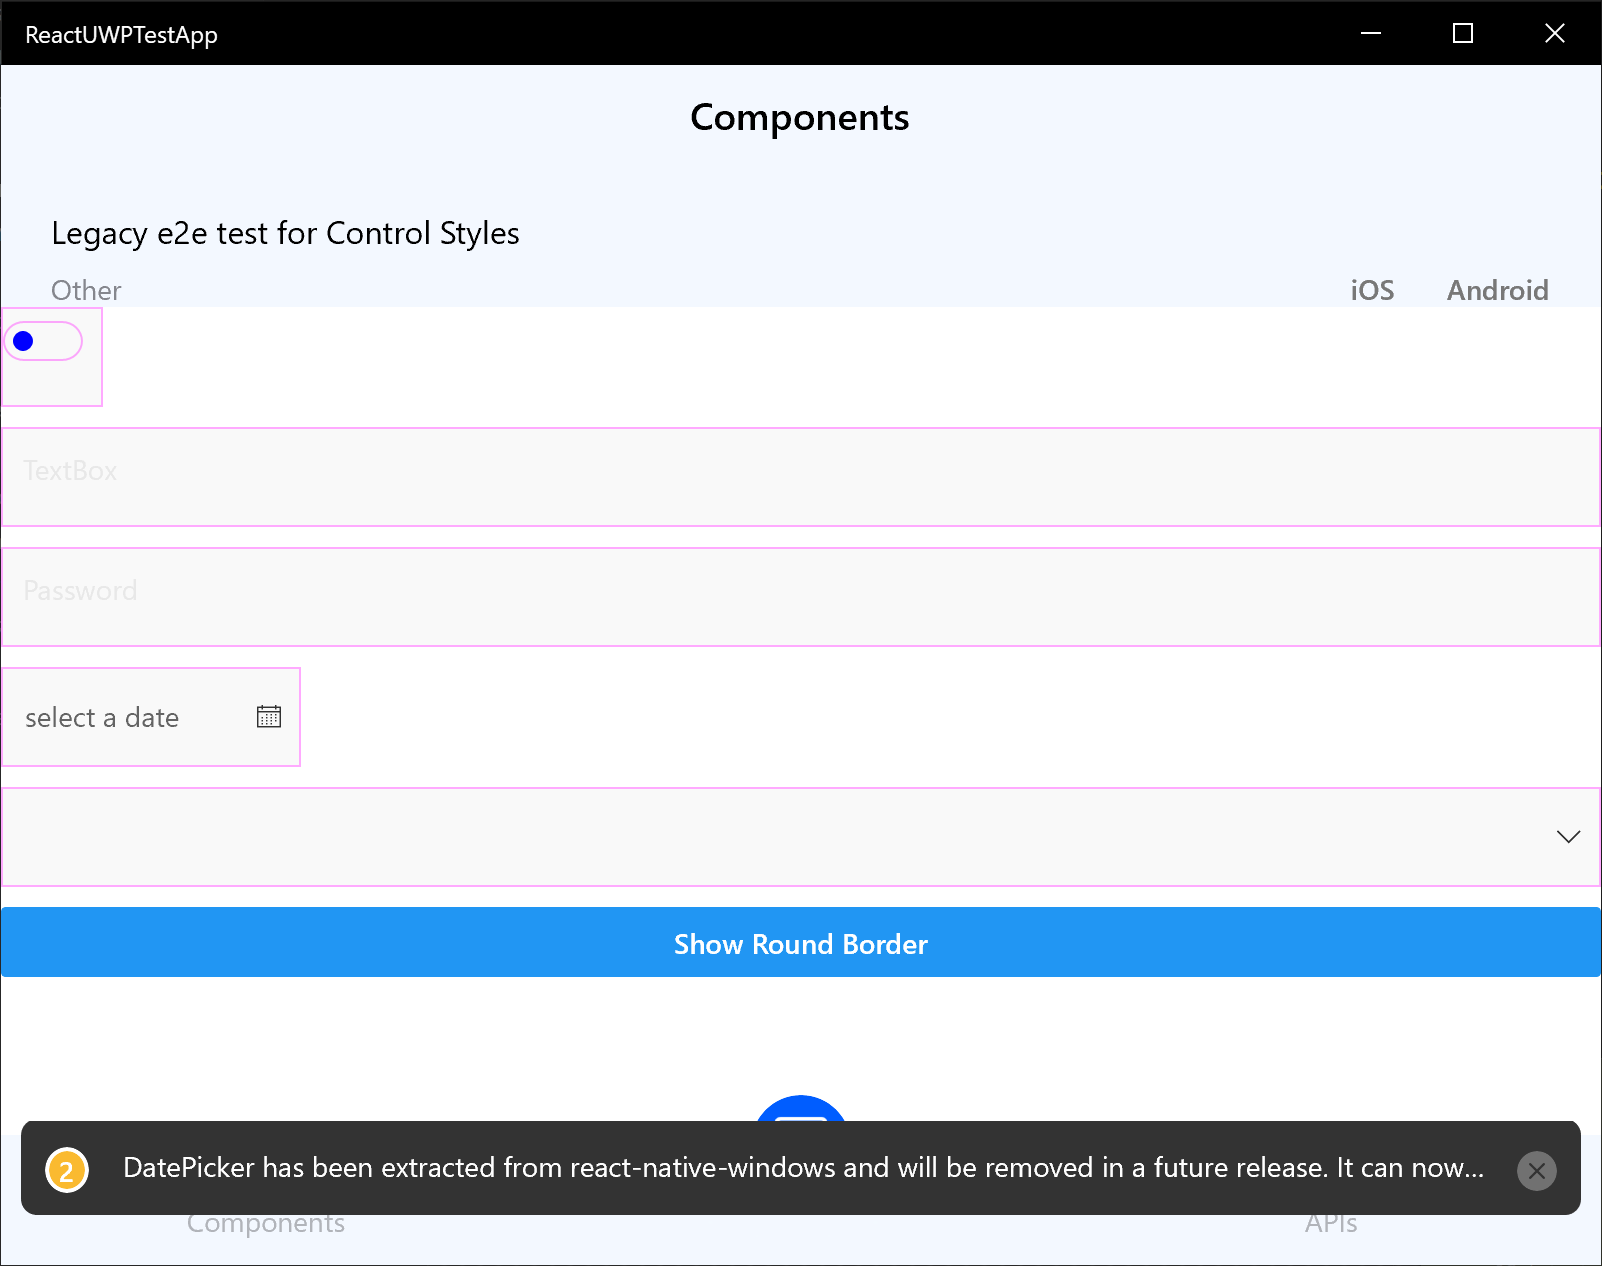 ReactUWPTestApp
Components
Legacy e2e test for Control Styles
Other iOS Android
TextBox
Password
select a date
Show Round Border
2 DatePicker has been extracted from react-native-windows and will be removed in a future release. It can now...
Components APIs